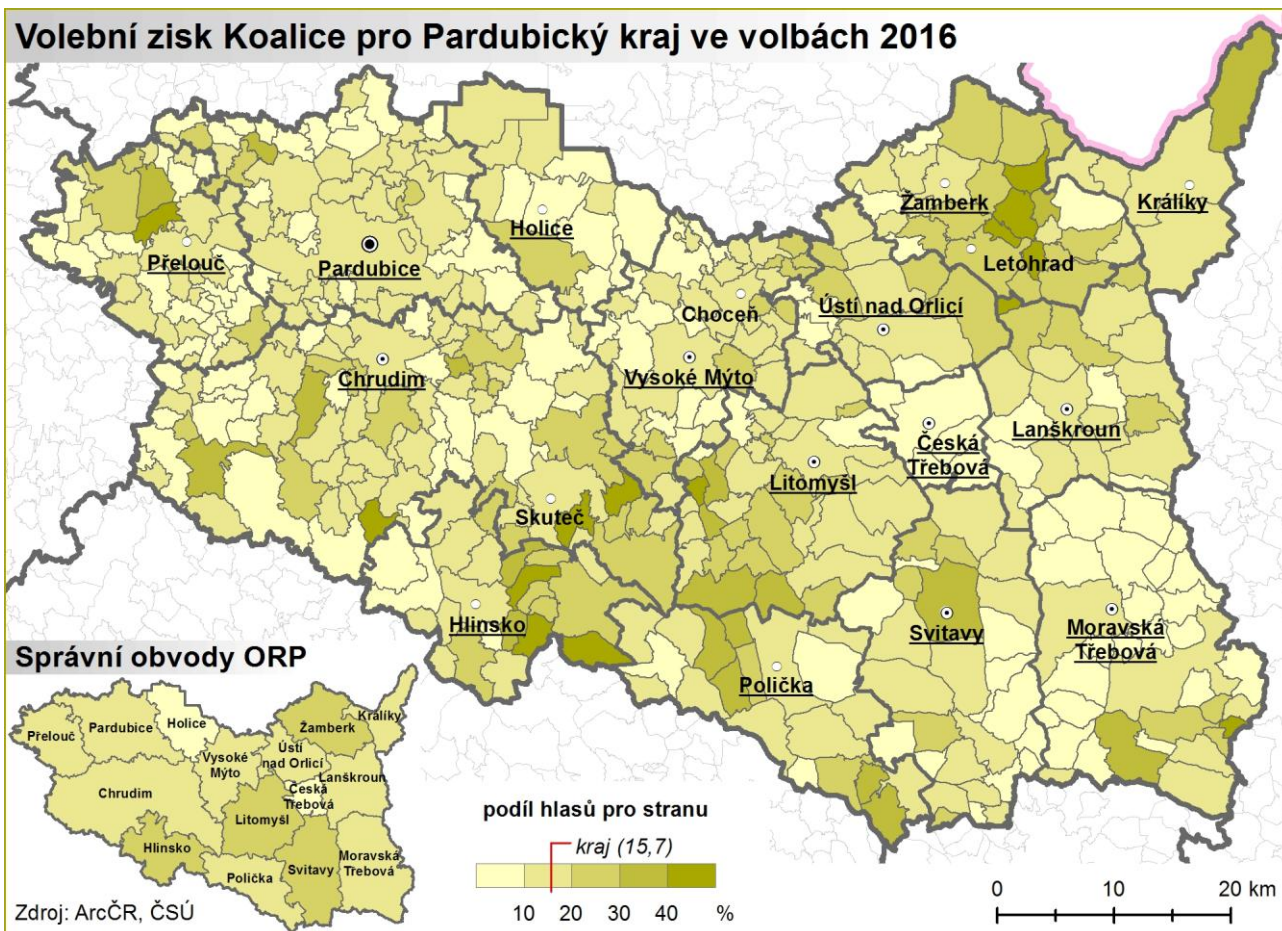 Volební zisk Koalice pro Pardubický kraj ve volbách 2016
Žamberk
Králíky
Holice
Přelouč
Pardubice
Letohrad
Ústí nad Orlicí
Choceň
Chrudim
Vysoké Mýto
Česká
Třebová
Lanškroun
Litomyšl
Skuteč
Hlinsko
Svitavy
Moravská
Třebová
Polička
Správní obvody ORP
Přelouč
Pardubice
Holice
Žamberk
Králíky
Vysoké
Mýto
Ústí
nad Orlicí
Lanškroun
Chrudim
Česká
Třebová
Litomyšl
Hlinsko
Svitavy
Moravská
Třebová
Polička
podíl hlasů pro stranu
kraj (15,7)
10 20 30 40 %
0 10 20 km
Zdroj: ArcČR, ČSÚ